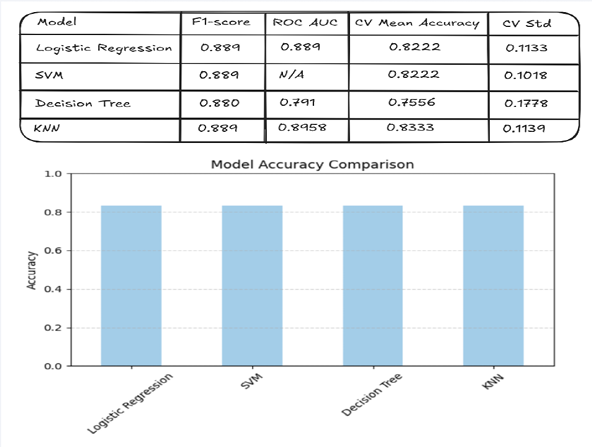 Model F1-score ROC AUC CV Mean Accuracy CV Std
Logistic Regression 0.889 0.889 0.8222 0.1133
SVM 0.889 N/A 0.8222 0.1018
Decision Tree 0.880 0.791 0.7556 0.1778
KNN 0.889 0.8958 0.8333 0.1139
Model Accuracy Comparison
1.0
0.8
0.6
0.4
0.2
0.0
Accuracy
Logistic Regression
SVM
Decision Tree
KNN